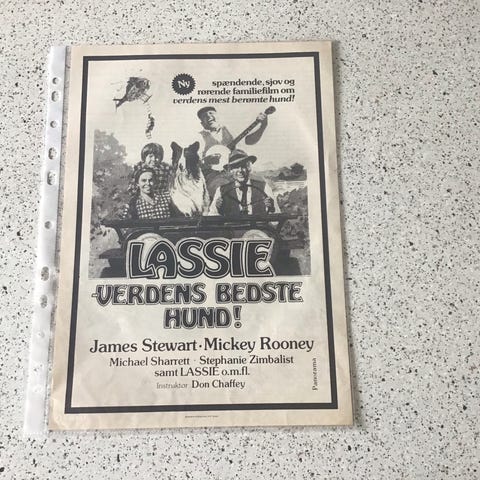 Ny
spændende, sjov og
rørende familiefilm om
verdens mest berømte hund!
LASSIE
-VERDENS BEDSTE
HUND!
James Stewart · Mickey Rooney
Michael Sharrett · Stephanie Zimbalist
samt LASSIE o.m.fl.
Instruktør Don Chaffey
Panorama